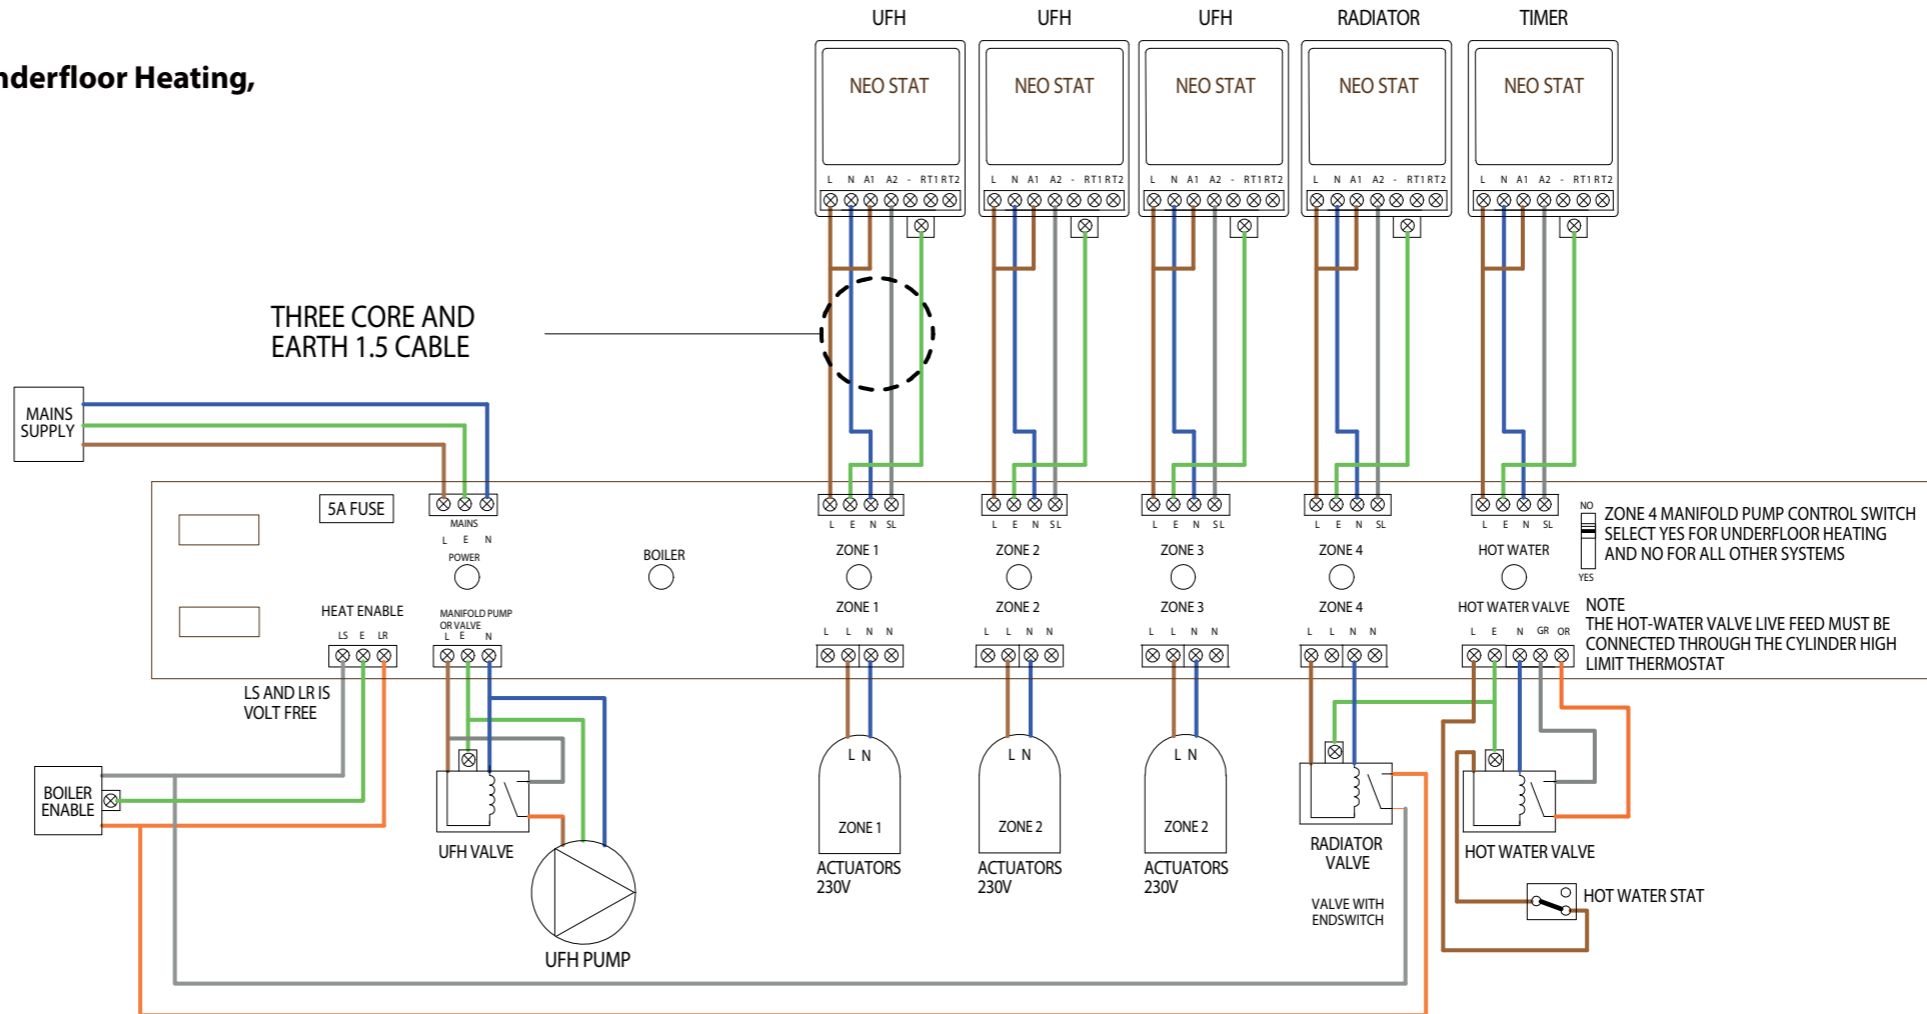 UFH
UFH
UFH
RADIATOR
TIMER
nderfloor Heating,
NEO STAT
NEO STAT
NEO STAT
NEO STAT
NEO STAT
L N A1 A2 - RT1 RT2
L N A1 A2 - RT1 RT2
L N A1 A2 - RT1 RT2
L N A1 A2 - RT1 RT2
L N A1 A2 - RT1 RT2
THREE CORE AND
EARTH 1.5 CABLE
MAINS
SUPPLY
5A FUSE
MAINS
L E N
POWER
BOILER
L E N SL
ZONE 1
L E N SL
ZONE 2
L E N SL
ZONE 3
L E N SL
ZONE 4
L E N SL
HOT WATER
NO
YES
ZONE 4 MANIFOLD PUMP CONTROL SWITCH
SELECT YES FOR UNDERFLOOR HEATING
AND NO FOR ALL OTHER SYSTEMS
HEAT ENABLE
LS E LR
MANIFOLD PUMP
OR VALVE
L E N
ZONE 1
L L N N
ZONE 2
L L N N
ZONE 3
L L N N
ZONE 4
L L N N
HOT WATER VALVE
L E N GR OR
NOTE
THE HOT-WATER VALVE LIVE FEED MUST BE
CONNECTED THROUGH THE CYLINDER HIGH
LIMIT THERMOSTAT
LS AND LR IS
VOLT FREE
BOILER
ENABLE
UFH VALVE
UFH PUMP
L N
ZONE 1
ACTUATORS
230V
L N
ZONE 2
ACTUATORS
230V
L N
ZONE 2
ACTUATORS
230V
RADIATOR
VALVE
VALVE WITH
ENDSWITCH
HOT WATER VALVE
HOT WATER STAT